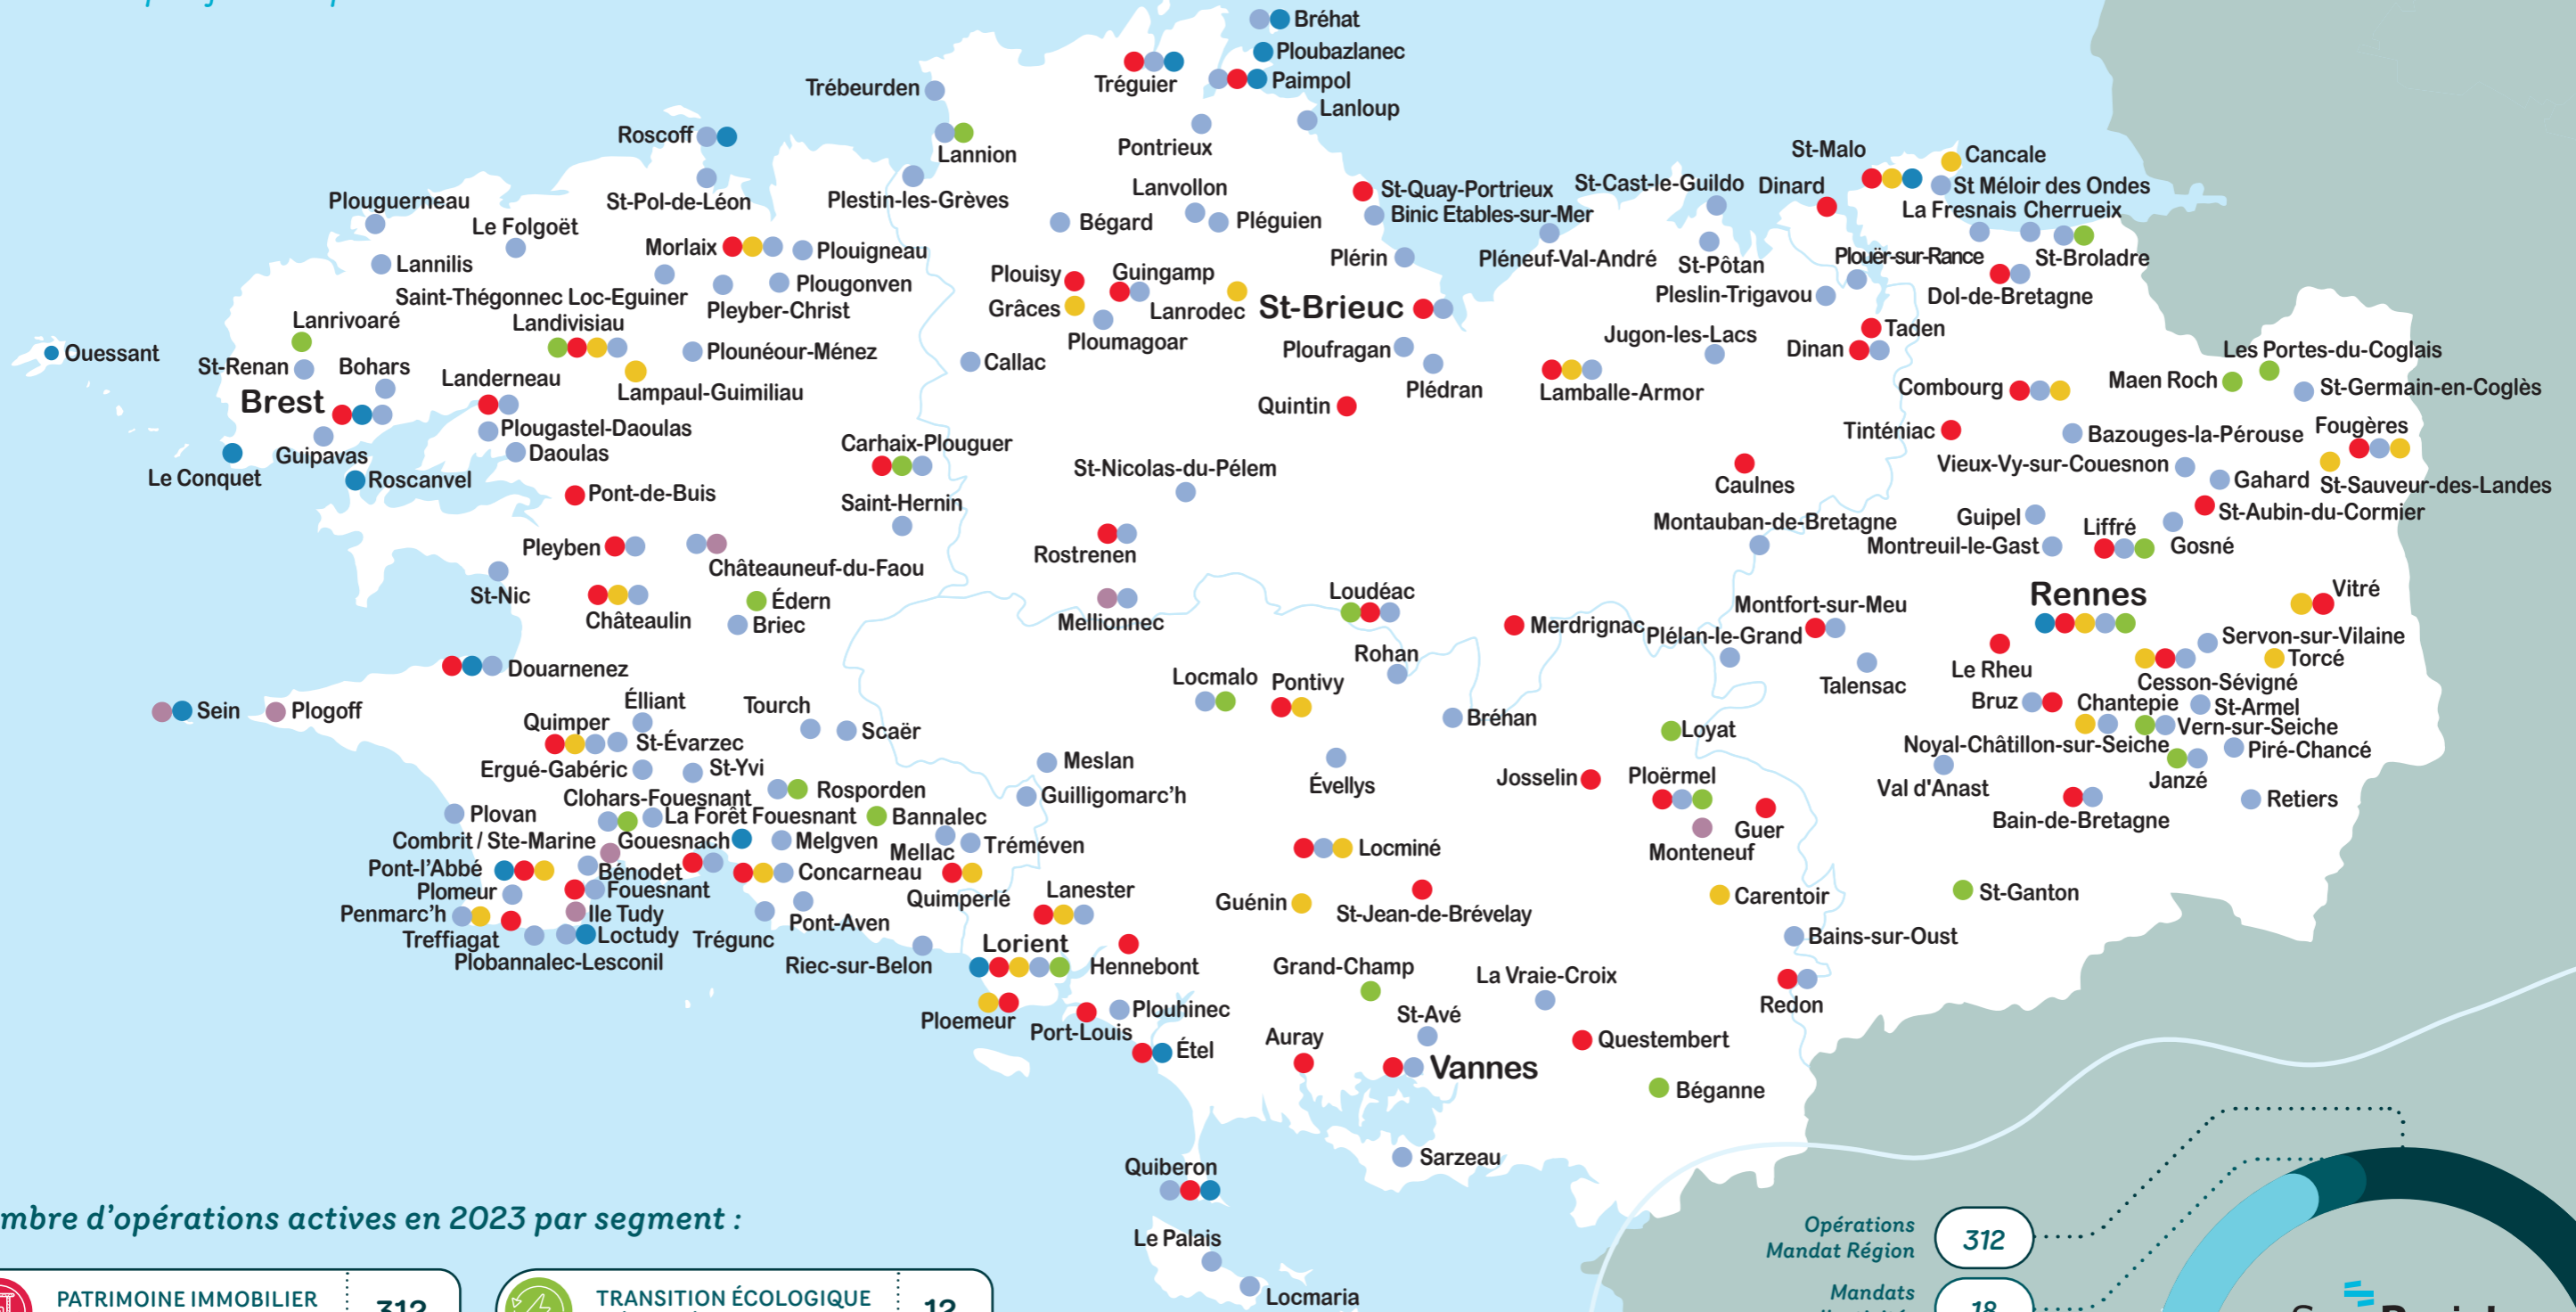 Bréhat
Ploubazlanec
Tréguier
Paimpol
Trébeurden
Lanloup
Roscoff
Lannion
Pontrieux
St-Malo
Cancale
St-Pol-de-Léon
Plestin-les-Grèves
Lanvollon
St-Quay-Portrieux
St-Cast-le-Guildo
Dinard
St Méloir des Ondes
Plouguerneau
Le Folgoët
Bégard
Pléguien
Binic Etables-sur-Mer
La Fresnais
Cherrueix
Morlaix
Plouigneau
Lannilis
Plougonven
Plouisy
Guingamp
Plérin
Pléneuf-Val-André
St-Pôtan
Plouër-sur-Rance
St-Broladre
Saint-Thégonnec Loc-Eguiner
Pleyber-Christ
Grâces
Lanrodec
St-Brieuc
Pleslin-Trigavou
Dol-de-Bretagne
Lanrivoaré
Landivisiau
Ploumagoar
Jugon-les-Lacs
Taden
Ouessant
Plounéour-Ménez
Callac
Ploufragan
Dinan
Les Portes-du-Coglais
St-Renan
Bohars
Landerneau
Lampaul-Guimiliau
Plédran
Lamballe-Armor
Combourg
Maen Roch
St-Germain-en-Coglès
Brest
Quintin
Plougastel-Daoulas
Tinténiac
Bazouges-la-Pérouse
Fougères
Guipavas
Daoulas
Carhaix-Plouguer
Le Conquet
Roscanvel
St-Nicolas-du-Pélem
Caulnes
Vieux-Vy-sur-Couesnon
Gahard
St-Sauveur-des-Landes
Pont-de-Buis
Saint-Hernin
Montauban-de-Bretagne
Guipel
Liffré
St-Aubin-du-Cormier
Pleyben
Châteauneuf-du-Faou
Rostrenen
Montreuil-le-Gast
Gosné
St-Nic
Édern
Loudéac
Rennes
Vitré
Châteaulin
Briec
Mellionnec
Merdrignac
Montfort-sur-Meu
Plélan-le-Grand
Servon-sur-Vilaine
Douarnenez
Rohan
Le Rheu
Torcé
Locmalo
Pontivy
Talensac
Cesson-Sévigné
Sein
Plogoff
Élliant
Tourch
Bréhan
Bruz
Chantepie
St-Armel
Quimper
St-Évarzec
Scaër
Loyat
Vern-sur-Seiche
Noyal-Châtillon-sur-Seiche
Piré-Chancé
Ergué-Gabéric
St-Yvi
Meslan
Évellys
Josselin
Ploërmel
Val d'Anast
Janzé
Clohars-Fouesnant
Rosporden
Guilligomarc'h
Retiers
Plovan
La Forêt Fouesnant
Bannalec
Guer
Bain-de-Bretagne
Combrit / Ste-Marine
Gouesnach
Melgven
Mellac
Tréméven
Locminé
Monteneuf
Pont-l'Abbé
Bénodet
Concarneau
Plomeur
Fouesnant
Quimperlé
Lanester
Guénin
St-Jean-de-Brévelay
Carentoir
St-Ganton
Penmarc'h
Ile Tudy
Pont-Aven
Treffiagat
Loctudy
Trégunc
Lorient
Bains-sur-Oust
Plobannalec-Lesconil
Riec-sur-Belon
Hennebont
Grand-Champ
La Vraie-Croix
Redon
Ploemeur
Port-Louis
Plouhinec
St-Avé
Étel
Auray
Questembert
Vannes
Béganne
Sarzeau
Quiberon
mbre d'opérations actives en 2023 par segment :
Le Palais
Opérations
Mandat Région
312
Locmaria
PATRIMOINE IMMOBILIER
312
TRANSITION ÉCOLOGIQUE
12
Mandats
18